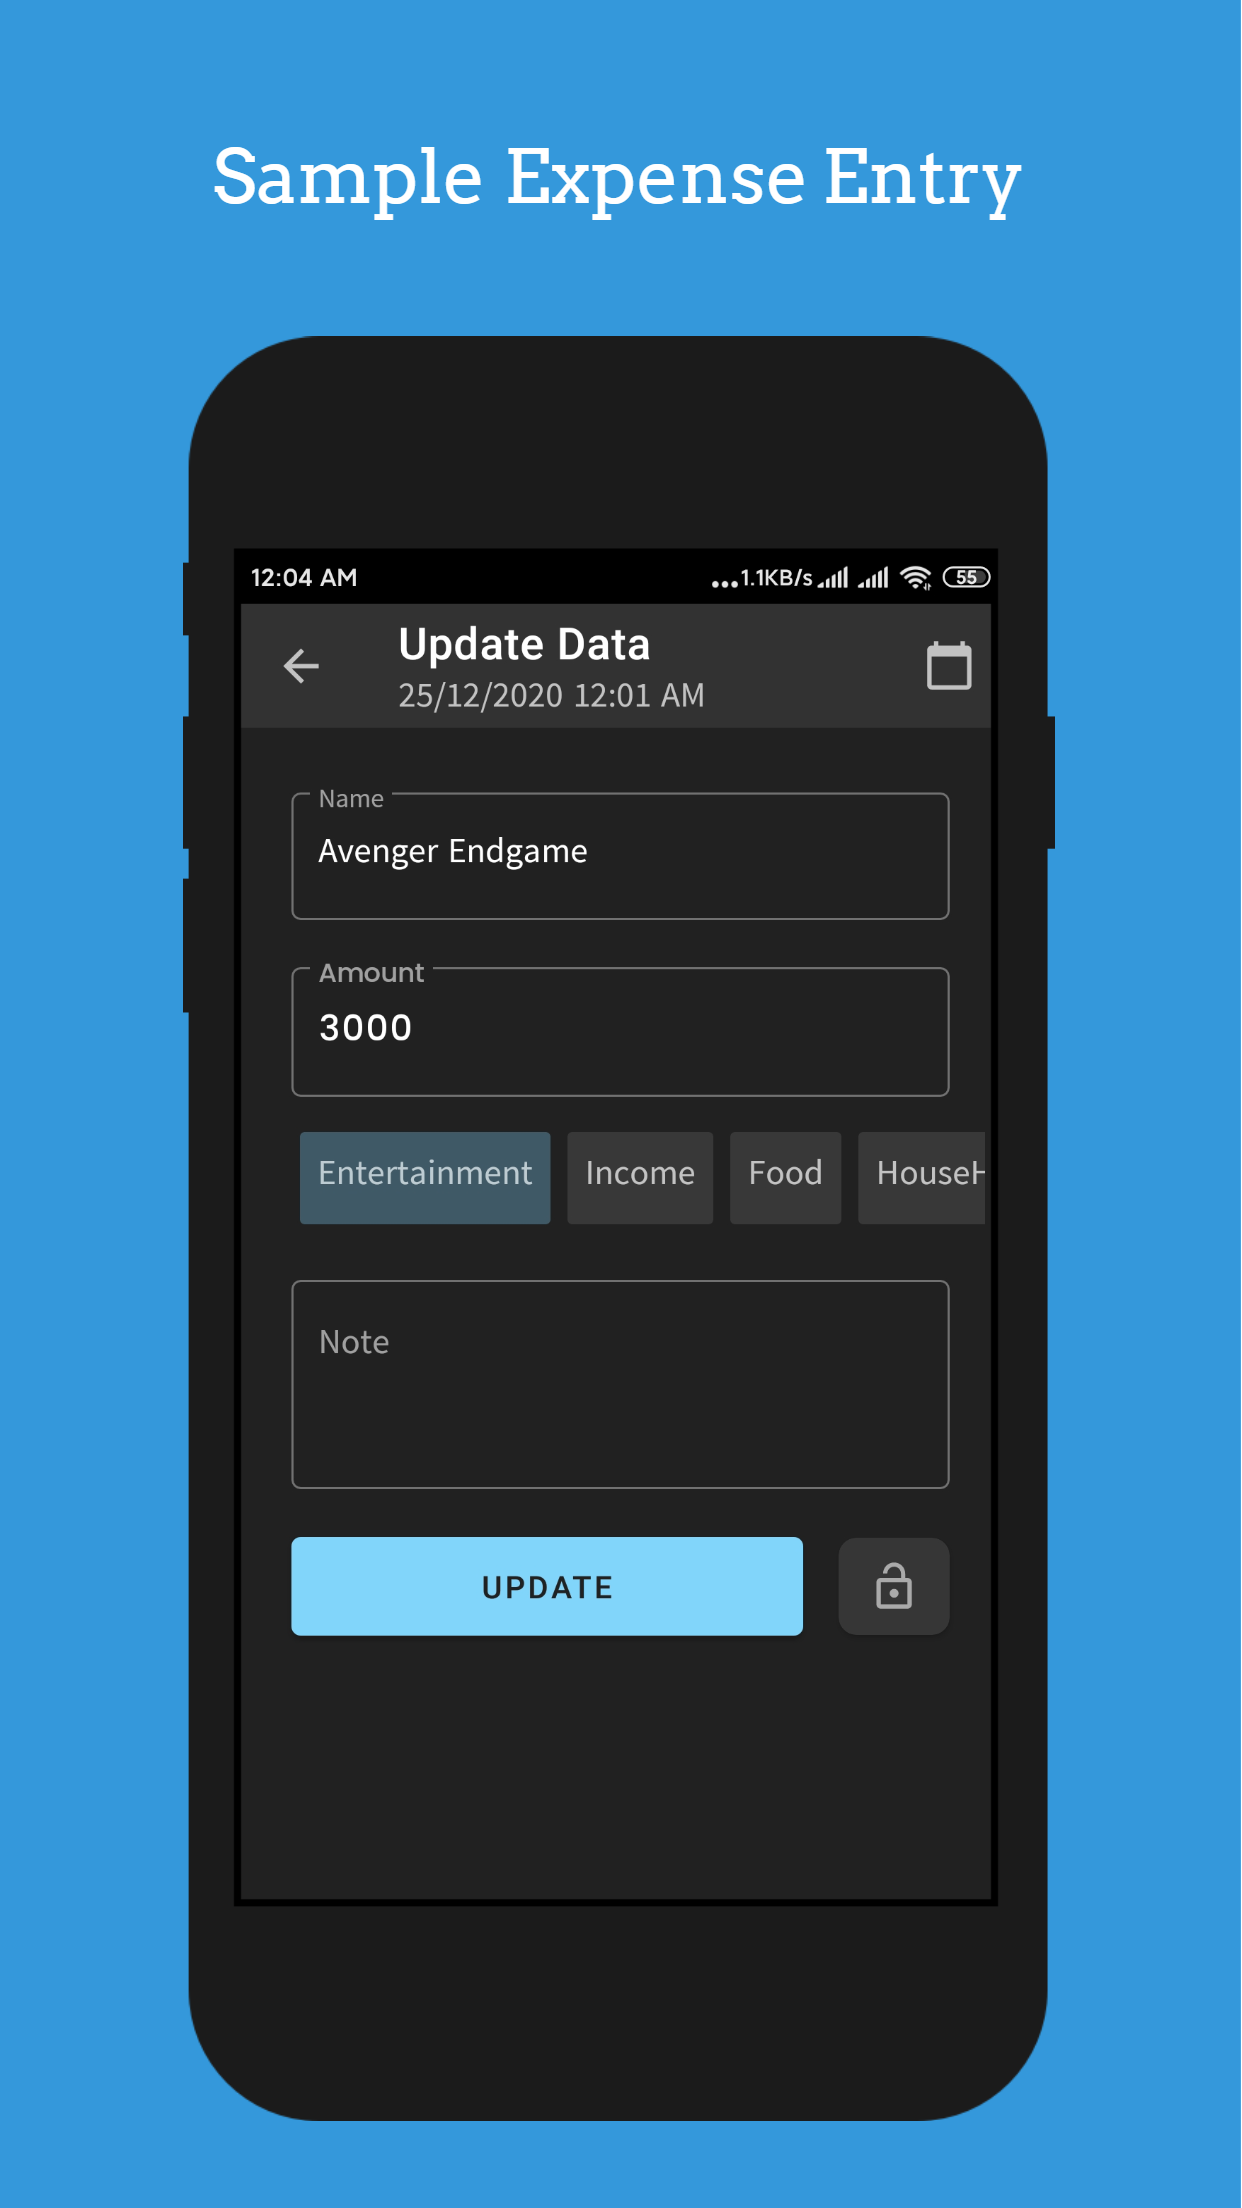 Sample Expense Entry
12:04 AM ...1.1KB/s 55
Update Data
25/12/2020 12:01 AM
Name
Avenger Endgame
Amount
3000
Entertainment Income Food HouseH
Note
UPDATE